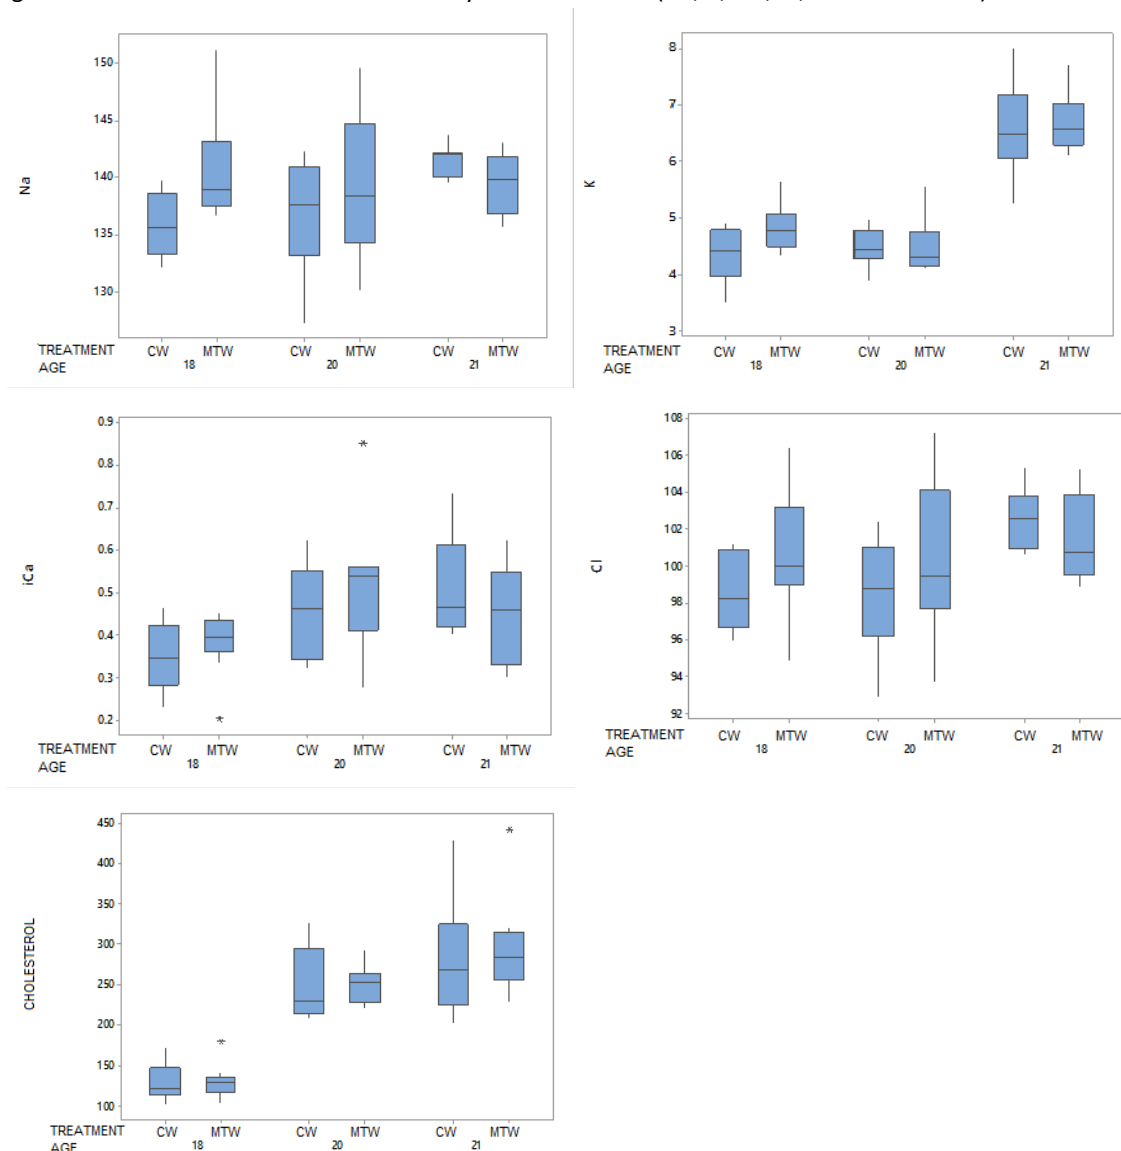 150
145
140
135
130
Na
TREATMENT CW MTW CW MTW CW MTW
AGE 18 20 21
8
7
6
5
4
3
K
TREATMENT CW MTW CW MTW CW MTW
AGE 18 20 21
0.9
0.8
0.7
0.6
0.5
0.4
0.3
0.2
iCa
TREATMENT CW MTW CW MTW CW MTW
AGE 18 20 21
108
106
104
102
100
98
96
94
92
Cl
TREATMENT CW MTW CW MTW CW MTW
AGE 18 20 21
450
400
350
300
250
200
150
100
CHOLESTEROL
TREATMENT CW MTW CW MTW CW MTW
AGE 18 20 21